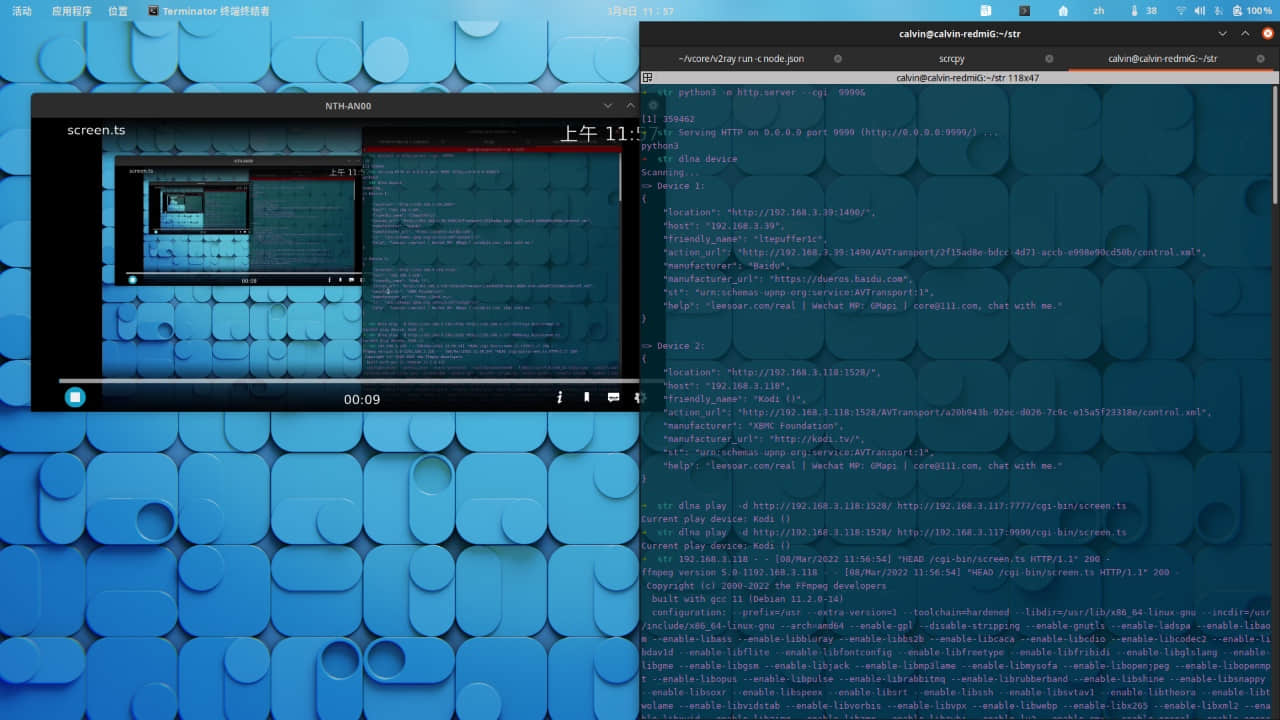 活动 应用程序 位置 Terminator 终端终结者 3月8日 11:57 zh 38 100%
calvin@calvin-redmiG:~/str
~/vcore/v2ray run -c node.json scrcpy calvin@calvin-redmiG:~/str
calvin@calvin-redmiG:~/str 118x47
NTH-AN00
screen.ts 上午 11:57
00:09
→ str python3 -m http.server --cgi 9999&
[1] 359462
→ str Serving HTTP on 0.0.0.0 port 9999 (http://0.0.0.0:9999/) ...
python3
→ str dlna device
Scanning...
=> Device 1:
{
"location": "http://192.168.3.39:1490/",
"host": "192.168.3.39",
"friendly_name": "ltepuffer1c",
"action_url": "http://192.168.3.39:1490/AVTransport/2f15ad8e-bdcc-4d71-accb-e998e90cd50b/control.xml",
"manufacturer": "Baidu",
"manufacturer_url": "https://dueros.baidu.com",
"st": "urn:schemas-upnp-org:service:AVTransport:1",
"help": "leesoar.com/real | Wechat MP: GMapi | core@111.com, chat with me."
}
=> Device 2:
{
"location": "http://192.168.3.118:1528/",
"host": "192.168.3.118",
"friendly_name": "Kodi ()",
"action_url": "http://192.168.3.118:1528/AVTransport/a20b943b-92ec-d026-7c9c-e15a5f23318e/control.xml",
"manufacturer": "XBMC Foundation",
"manufacturer_url": "http://kodi.tv/",
"st": "urn:schemas-upnp-org:service:AVTransport:1",
"help": "leesoar.com/real | Wechat MP: GMapi | core@111.com, chat with me."
}
→ str dlna play -d http://192.168.3.118:1528/ http://192.168.3.117:7777/cgi-bin/screen.ts
Current play device: Kodi ()
→ str dlna play -d http://192.168.3.118:1528/ http://192.168.3.117:9999/cgi-bin/screen.ts
Current play device: Kodi ()
→ str 192.168.3.118 - - [08/Mar/2022 11:56:54] "HEAD /cgi-bin/screen.ts HTTP/1.1" 200 -
ffmpeg version 5.0-1192.168.3.118 - - [08/Mar/2022 11:56:54] "HEAD /cgi-bin/screen.ts HTTP/1.1" 200 -
Copyright (c) 2000-2022 the FFmpeg developers
built with gcc 11 (Debian 11.2.0-14)
configuration: --prefix=/usr --extra-version=1 --toolchain=hardened --libdir=/usr/lib/x86_64-linux-gnu --incdir=/usr
/include/x86_64-linux-gnu --arch=amd64 --enable-gpl --disable-stripping --enable-gnutls --enable-ladspa --enable-libao
m --enable-libass --enable-libbluray --enable-libbs2b --enable-libcaca --enable-libcdio --enable-libcodec2 --enable-li
bdav1d --enable-libflite --enable-libfontconfig --enable-libfreetype --enable-libfribidi --enable-libglslang --enable-
libgme --enable-libgsm --enable-libjack --enable-libmp3lame --enable-libmysofa --enable-libopenjpeg --enable-libopenmp
t --enable-libopus --enable-libpulse --enable-librabbitmq --enable-librubberband --enable-libshine --enable-libsnappy
--enable-libsoxr --enable-libspeex --enable-libsrt --enable-libssh --enable-libsvtav1 --enable-libtheora --enable-libt
wolame --enable-libvidstab --enable-libvorbis --enable-libvpx --enable-libwebp --enable-libx265 --enable-libxml2 --ena